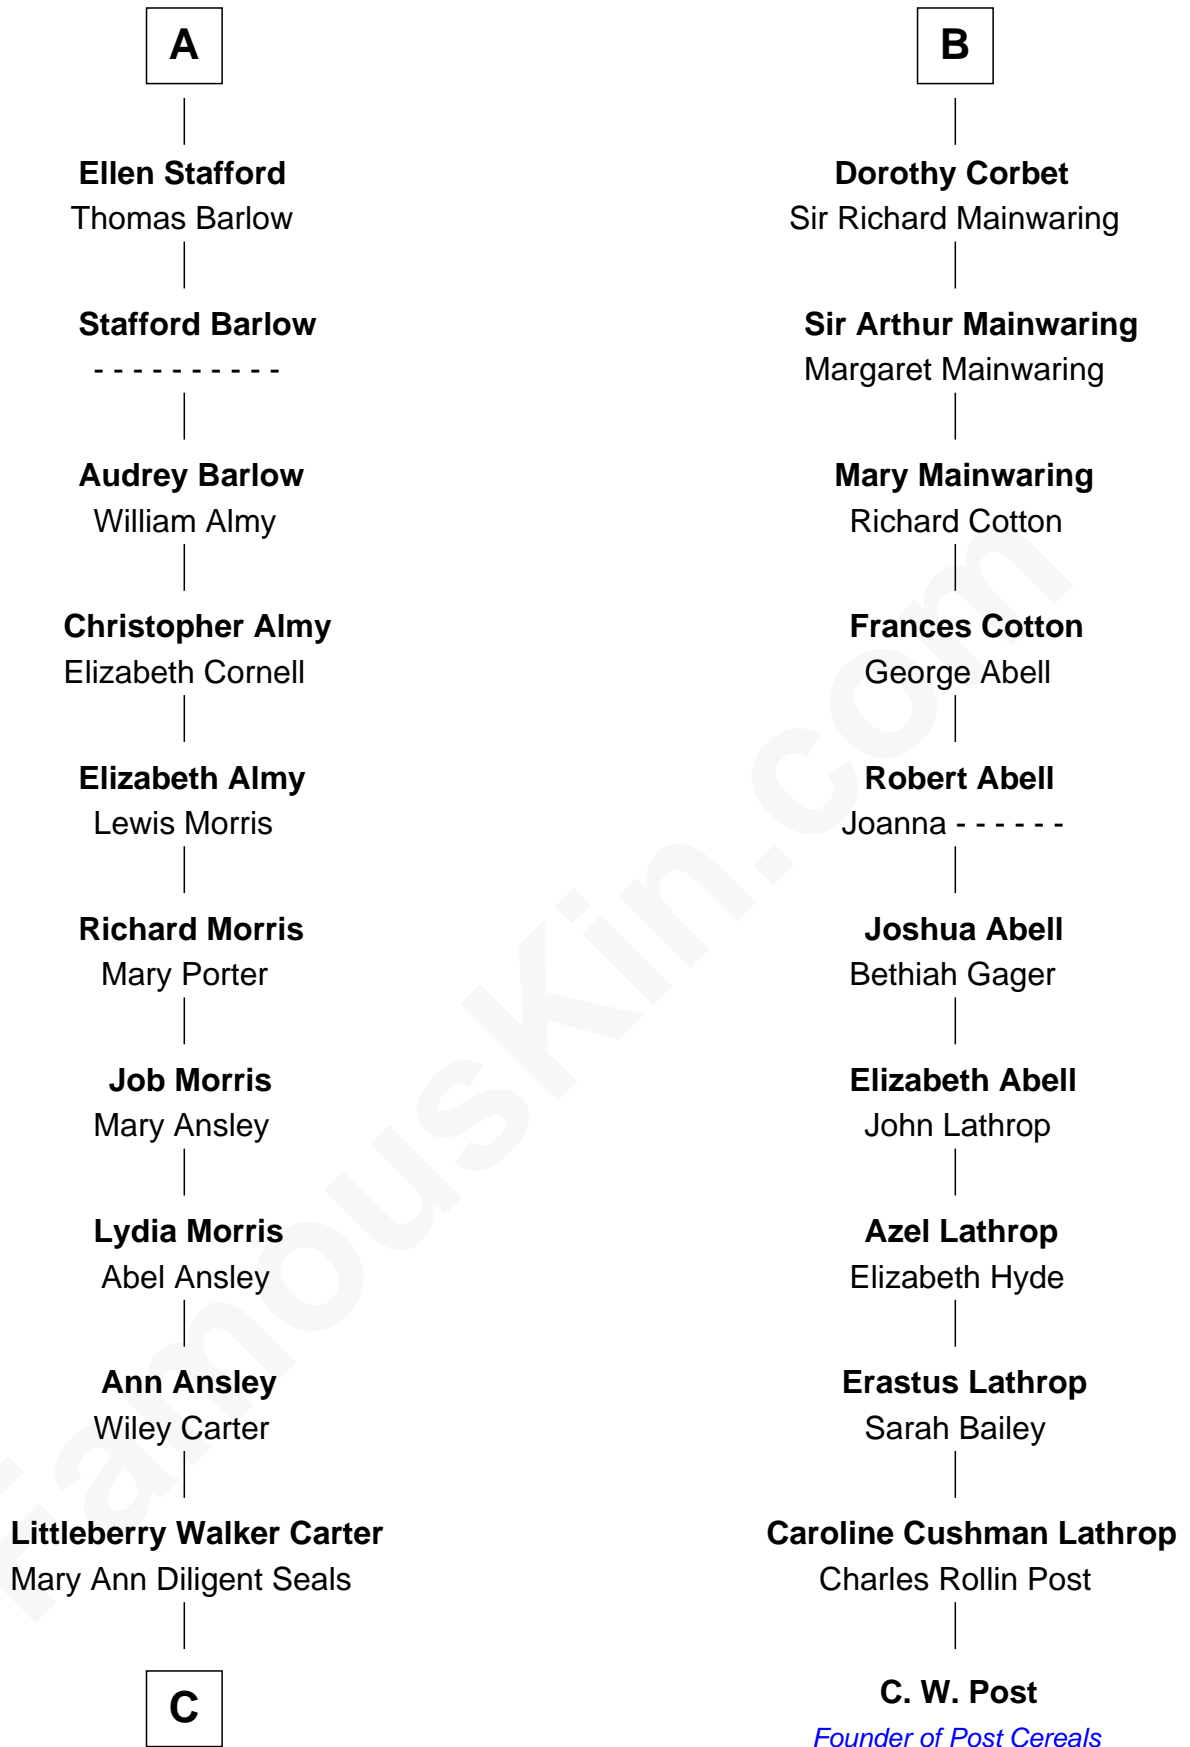 A
Ellen Stafford
Thomas Barlow
Stafford Barlow
- - - - - - - - - -
Audrey Barlow
William Almy
Christopher Almy
Elizabeth Cornell
Elizabeth Almy
Lewis Morris
Richard Morris
Mary Porter
Job Morris
Mary Ansley
Lydia Morris
Abel Ansley
Ann Ansley
Wiley Carter
Littleberry Walker Carter
Mary Ann Diligent Seals
C
B
Dorothy Corbet
Sir Richard Mainwaring
Sir Arthur Mainwaring
Margaret Mainwaring
Mary Mainwaring
Richard Cotton
Frances Cotton
George Abell
Robert Abell
Joanna - - - - - -
Joshua Abell
Bethiah Gager
Elizabeth Abell
John Lathrop
Azel Lathrop
Elizabeth Hyde
Erastus Lathrop
Sarah Bailey
Caroline Cushman Lathrop
Charles Rollin Post
C. W. Post
Founder of Post Cereals
FamousKin.com